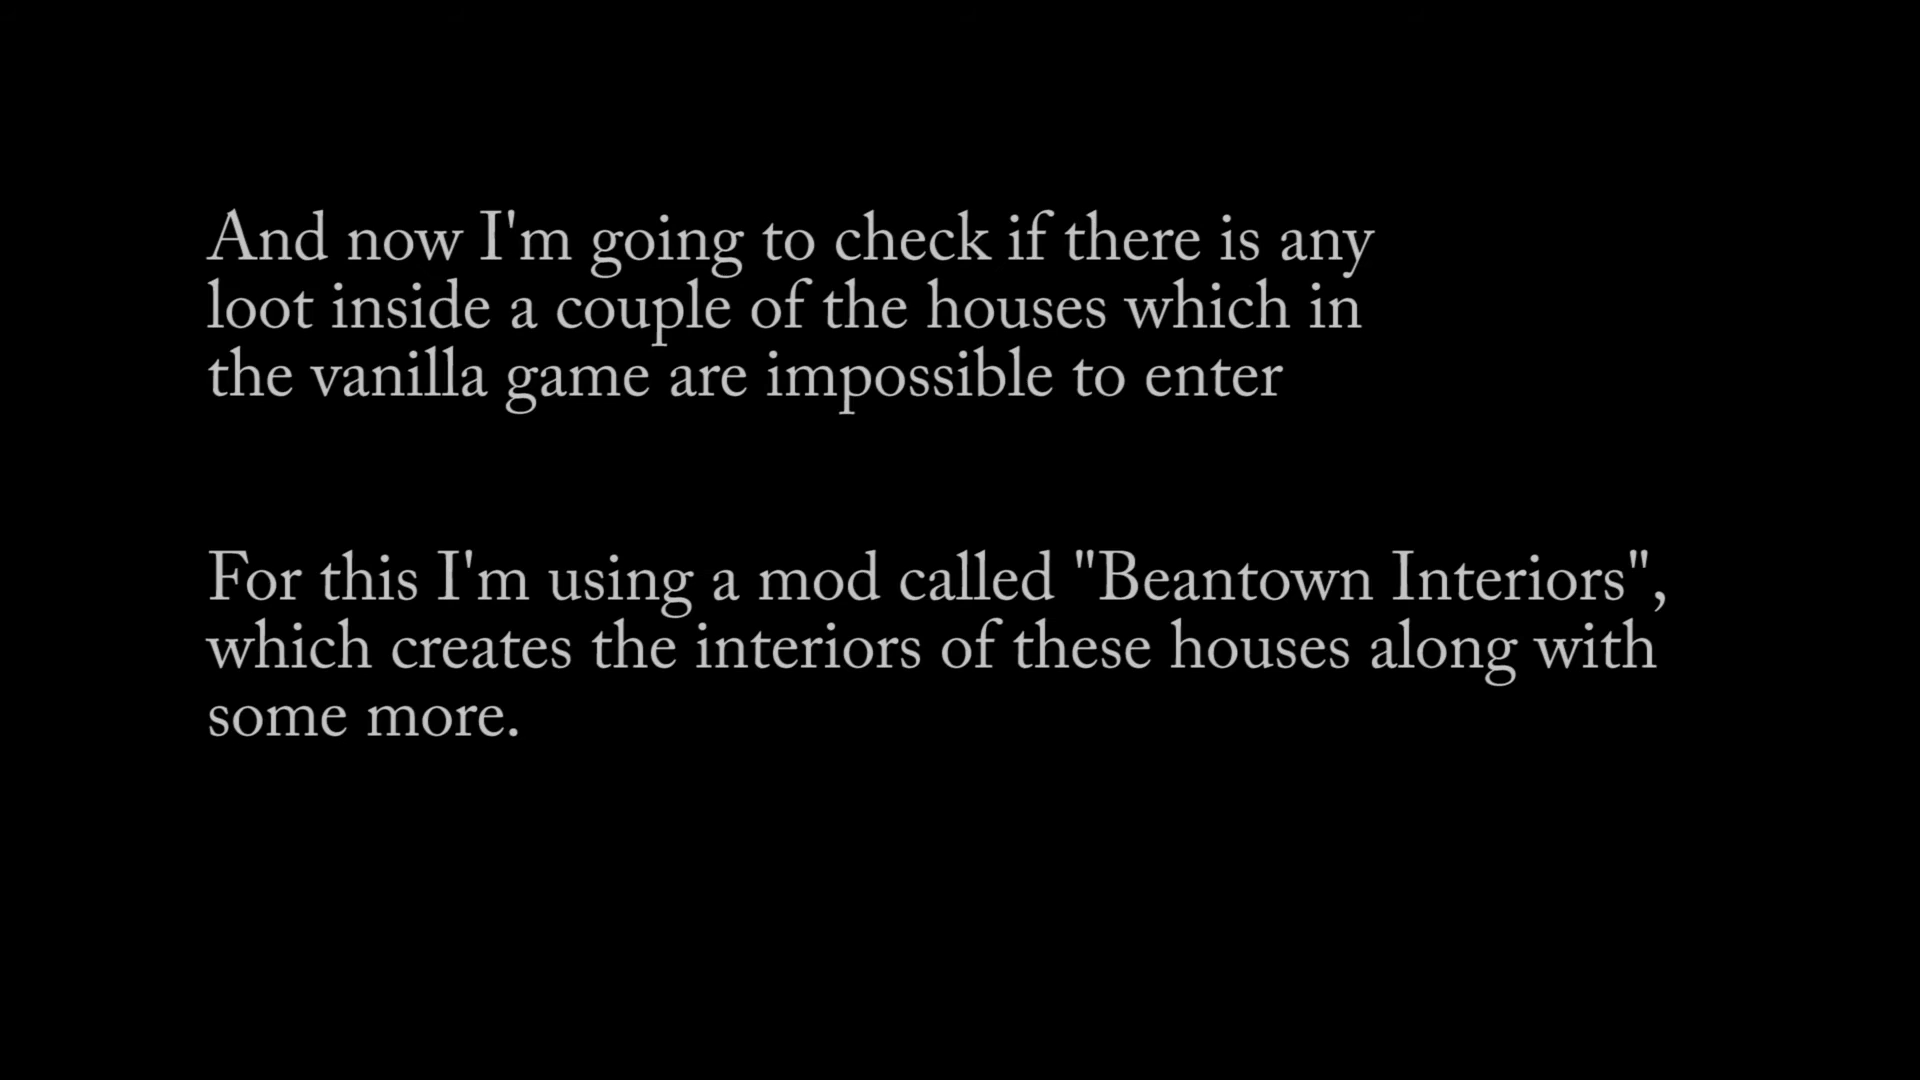 And now I'm going to check if there is any
loot inside a couple of the houses which in
the vanilla game are impossible to enter
For this I'm using a mod called "Beantown Interiors",
which creates the interiors of these houses along with
some more.